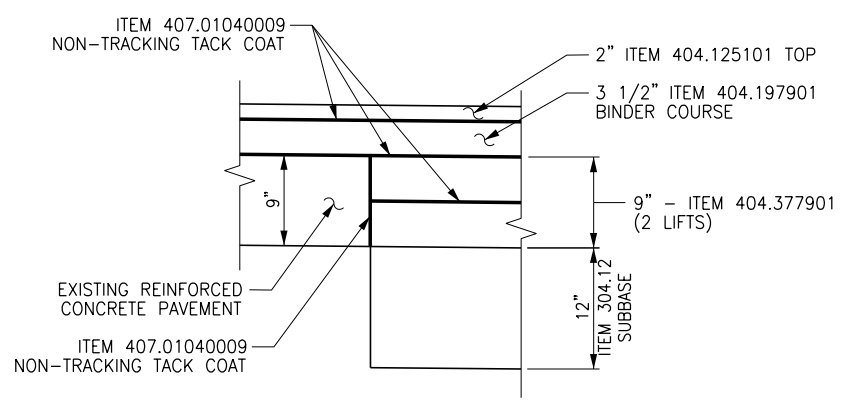 ITEM 407.01040009
NON-TRACKING TACK COAT
2" ITEM 404.125101 TOP
3 1/2" ITEM 404.197901
BINDER COURSE
9"
9" - ITEM 404.377901
(2 LIFTS)
EXISTING REINFORCED
CONCRETE PAVEMENT
12"
ITEM 304.12
SUBBASE
ITEM 407.01040009
NON-TRACKING TACK COAT